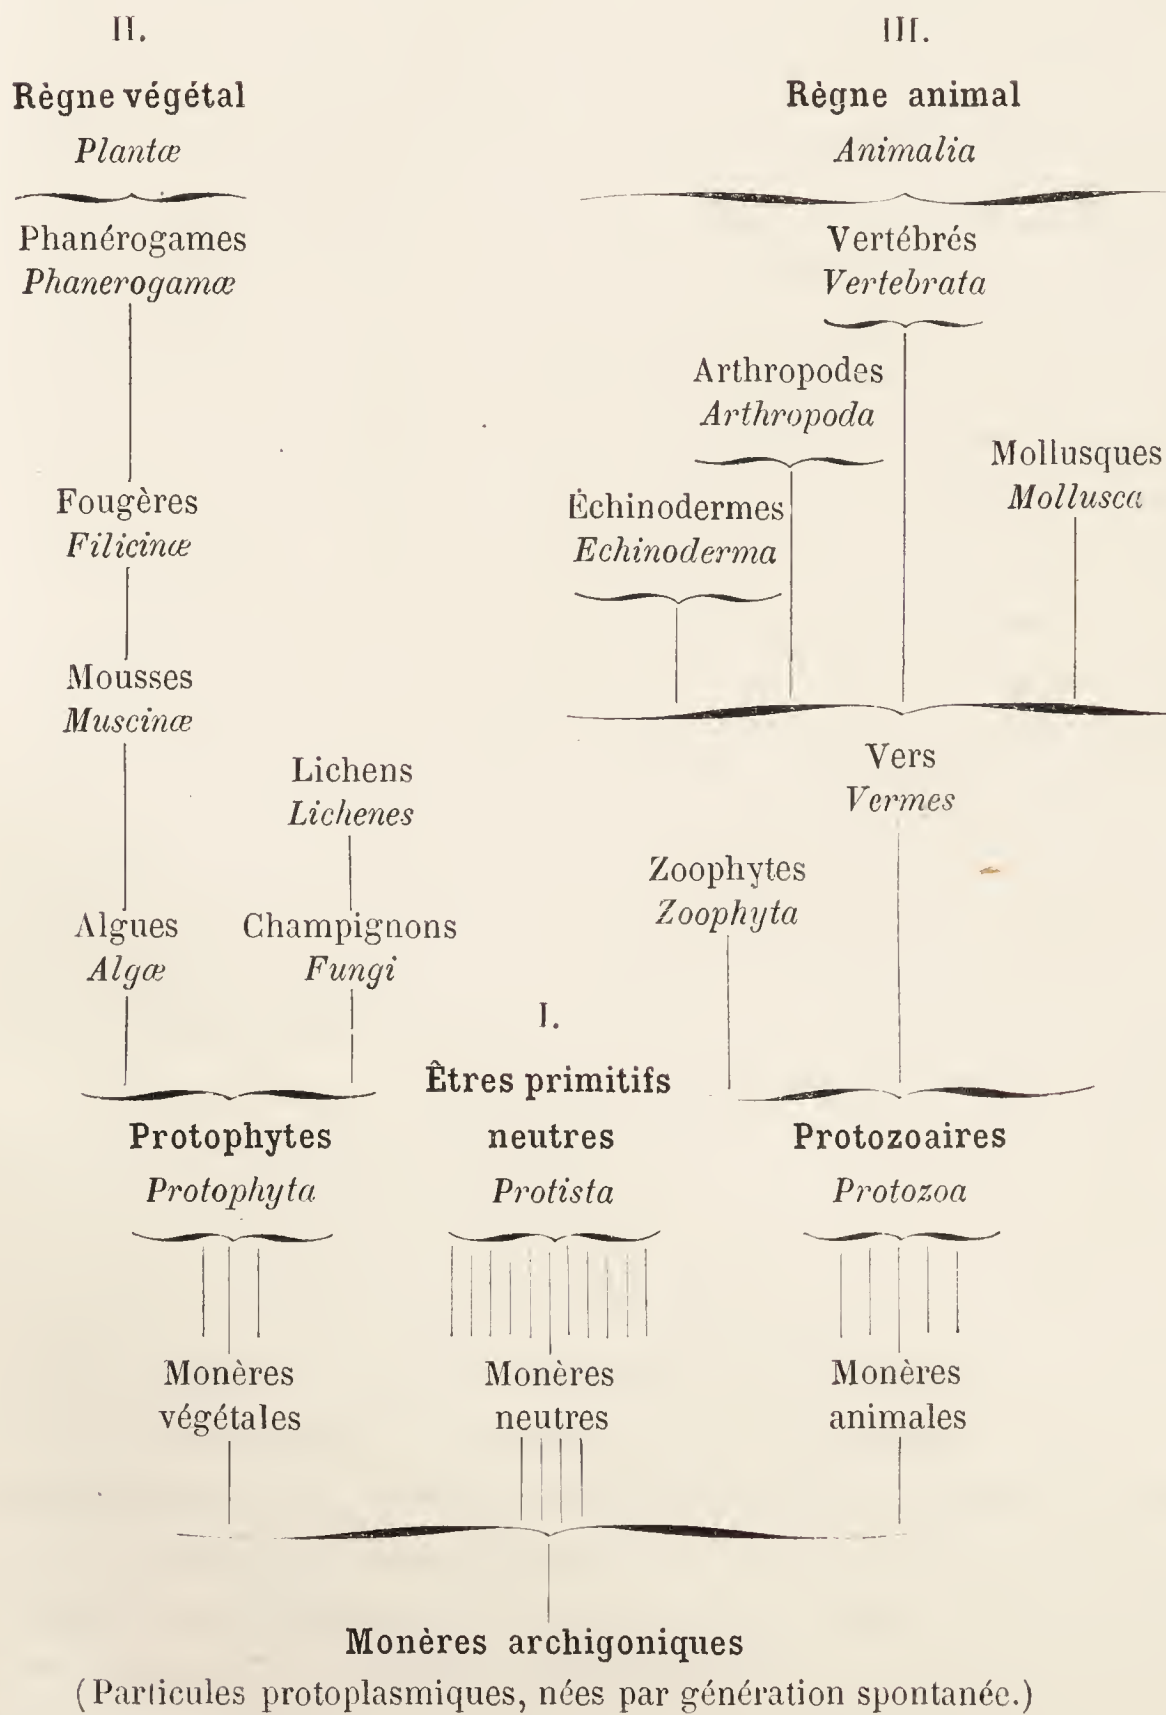 II.
Règne végétal
Plantæ
Phanérogames
Phanerogamæ
Fougères
Filicinæ
Mousses
Muscinæ
Algues
Algæ
Lichens
Lichenes
Champignons
Fungi
Protophytes
Protophyta
Monères
végétales
I.
Êtres primitifs
neutres
Protista
Monères
neutres
III.
Règne animal
Animalia
Vertébrés
Vertebrata
Arthropodes
Arthropoda
Mollusques
Mollusca
Échinodermes
Echinoderma
Vers
Vermes
Zoophytes
Zoophyta
Protozoaires
Protozoa
Monères
animales
Monères archigoniques
(Particules protoplasmiques, nées par génération spontanée.)